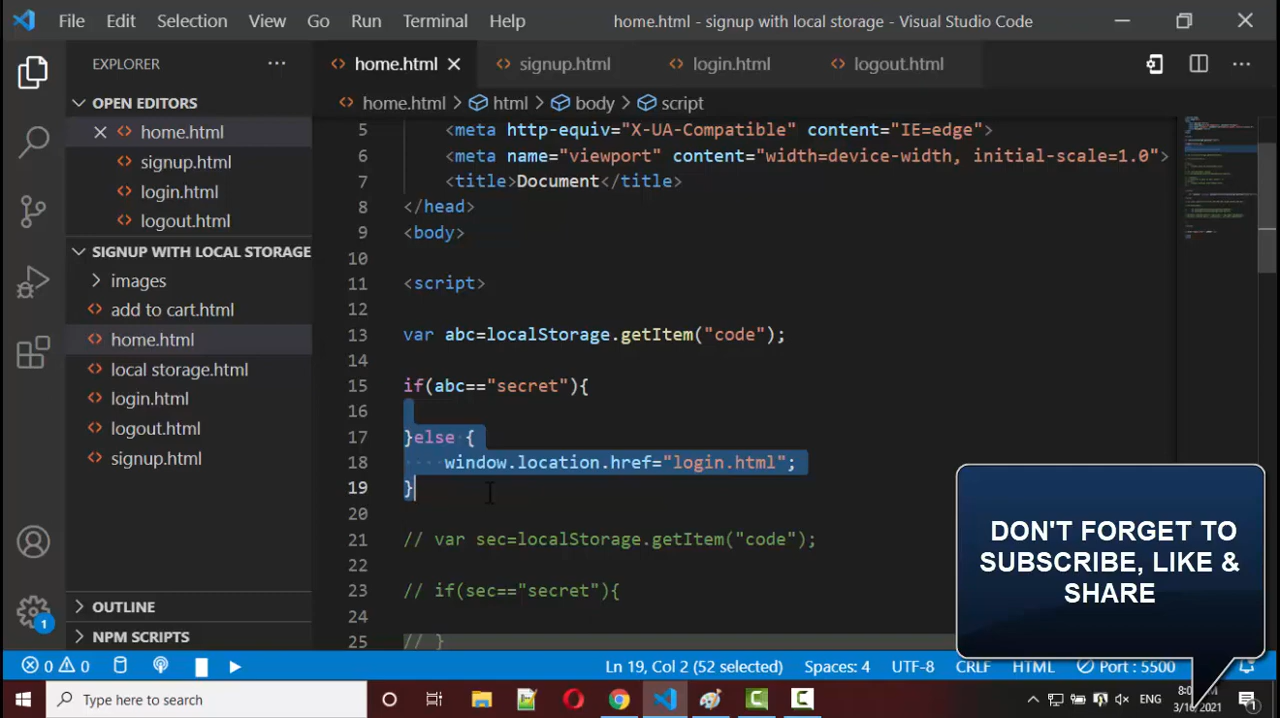 File Edit Selection View Go Run Terminal Help home.html - signup with local storage - Visual Studio Code
EXPLORER
home.html signup.html login.html logout.html
OPEN EDITORS
home.html
signup.html
login.html
logout.html
SIGNUP WITH LOCAL STORAGE
images
add to cart.html
home.html
local storage.html
login.html
logout.html
signup.html
OUTLINE
NPM SCRIPTS
1
home.html > html > body > script
5 <meta http-equiv="X-UA-Compatible" content="IE=edge">
6 <meta name="viewport" content="width=device-width, initial-scale=1.0">
7 <title>Document</title>
8 </head>
9 <body>
10
11 <script>
12
13 var abc=localStorage.getItem("code");
14
15 if(abc=="secret"){
16
17 }else {
18 window.location.href="login.html";
19 }
20
21 // var sec=localStorage.getItem("code");
22
23 // if(sec=="secret"){
24
25 // }
DON'T FORGET TO
SUBSCRIBE, LIKE &
SHARE
0 0 Ln 19, Col 2 (52 selected) Spaces: 4 UTF-8 CRLF HTML Port : 5500
Type here to search
ENG
1